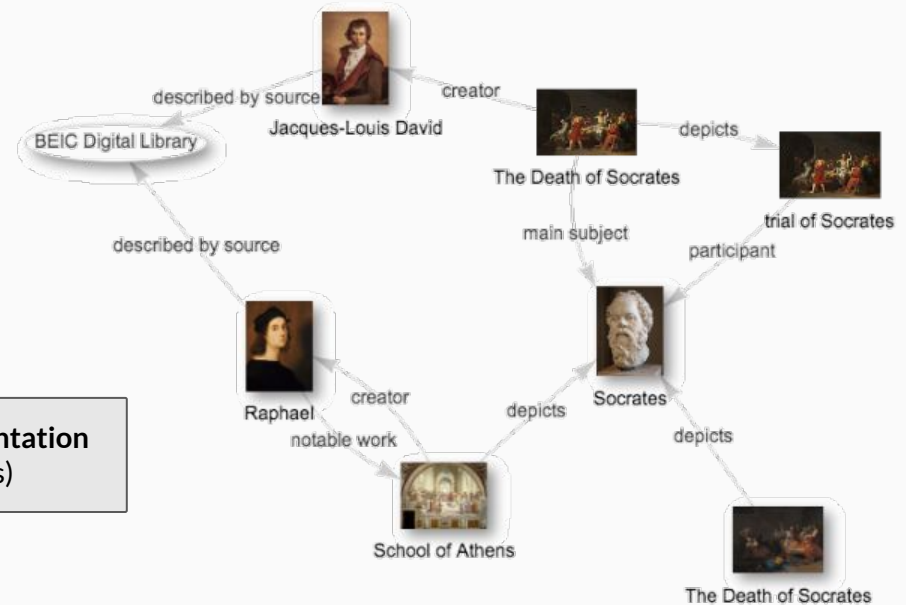 described by source
creator
Jacques-Louis David
depicts
BEIC Digital Library
The Death of Socrates
trial of Socrates
main subject
described by source
participant
creator
Socrates
Raphael
depicts
notable work
depicts
s)
School of Athens
The Death of Socrates